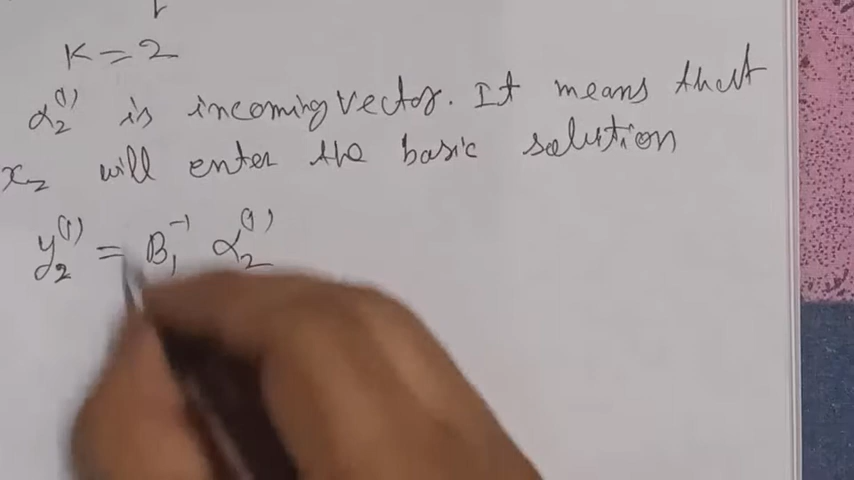 K = 2
α₂⁽¹⁾ is incoming vector. It means that
x₂ will enter the basic solution
y₂⁽¹⁾ = B₁⁻¹ α₂⁽¹⁾